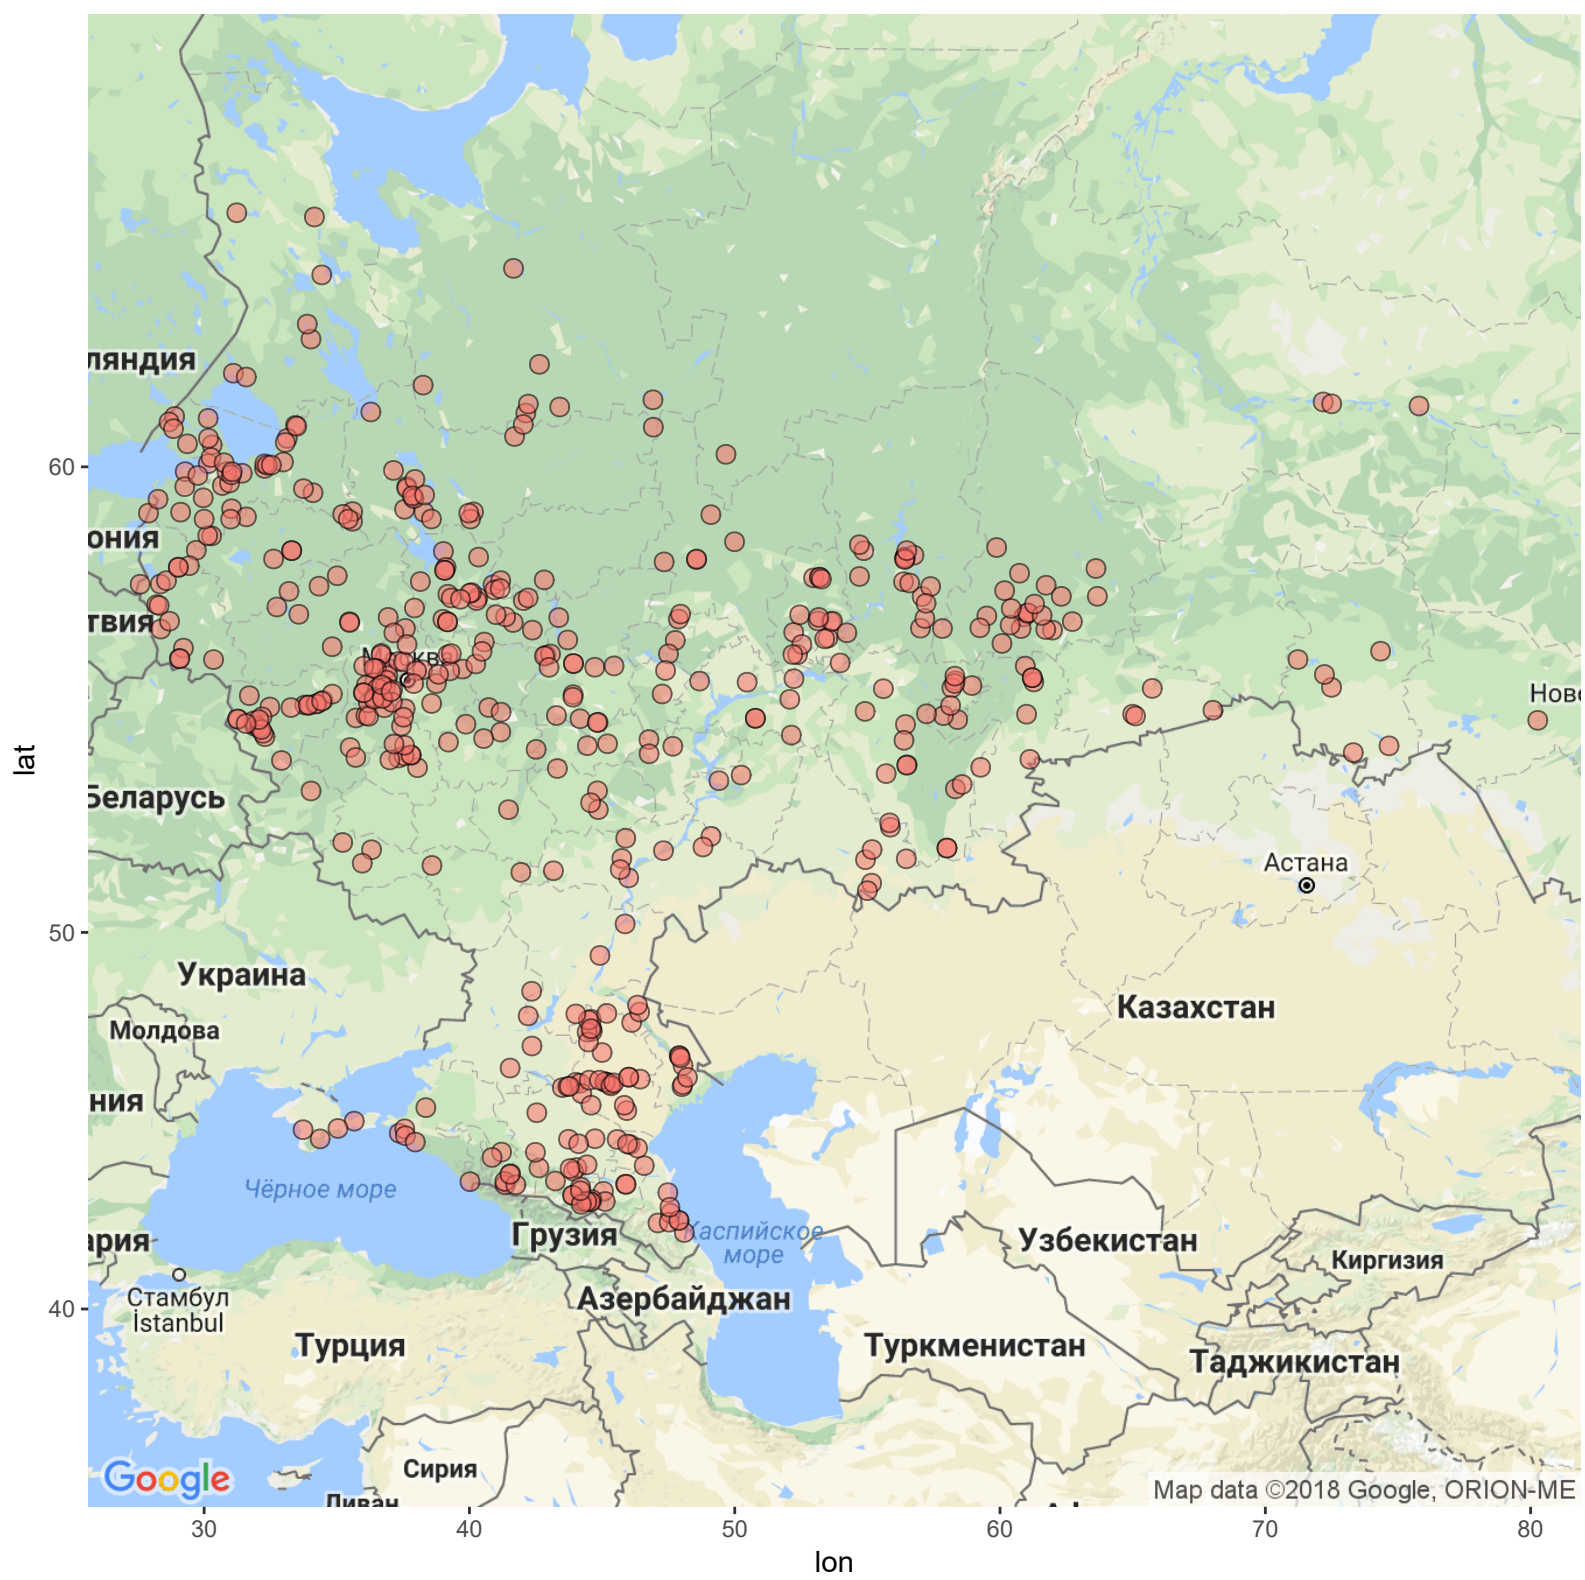 ляндия
60
ония
Москва
твия
Ново
Беларусь
Астана
50
Украина
Казахстан
Молдова
ния
Чёрное море
Каспийское
море
Грузия
Узбекистан
ария
Киргизия
Стамбул
İstanbul
Азербайджан
40
Турция
Туркменистан
Таджикистан
Сирия
Google
Map data ©2018 Google, ORION-ME
Ливан
30
40
50
60
70
80
lon
lat